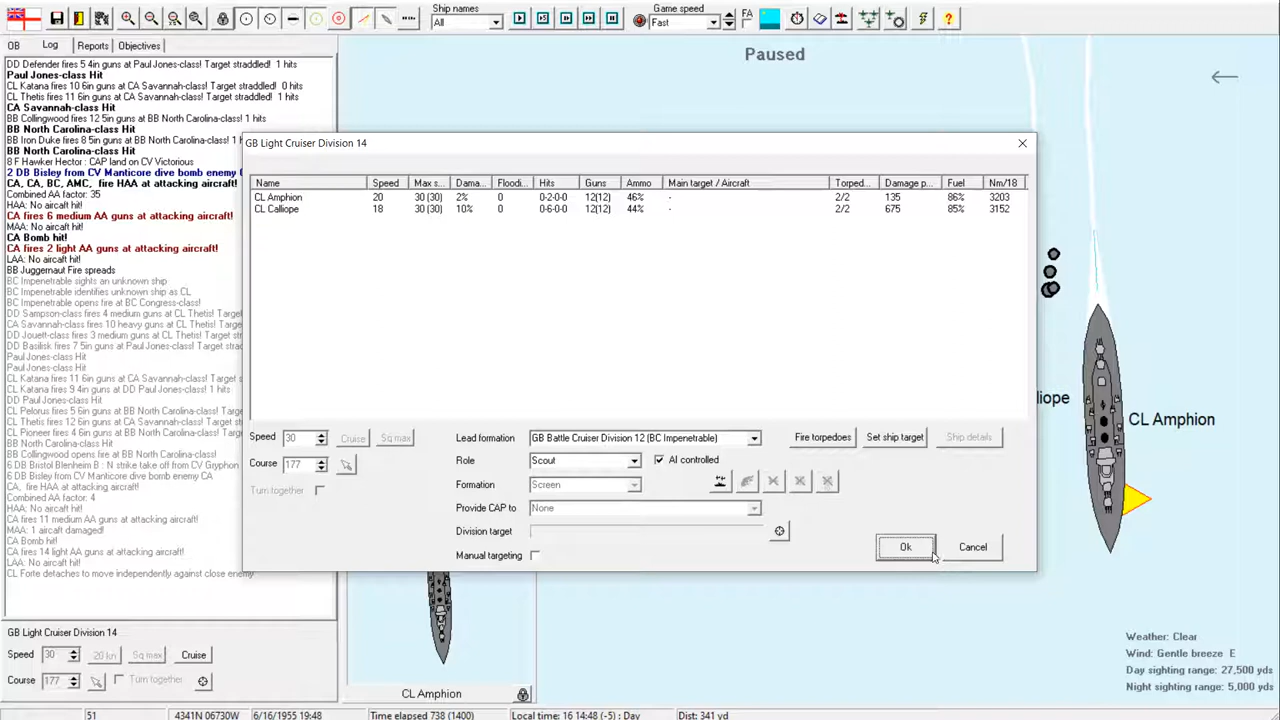 Ship names
All
Game speed
Fast
FA
OB Log Reports Objectives
Paused
DD Defender fires 5 4in guns at Paul Jones-class! Target straddled! 1 hits
Paul Jones-class Hit
CL Katana fires 10 6in guns at CA Savannah-class! Target straddled! 0 hits
CL Thetis fires 11 6in guns at CA Savannah-class! Target straddled! 1 hits
CA Savannah-class Hit
BB Collingwood fires 12 5in guns at BB North Carolina-class! 1 hits
BB North Carolina-class Hit
BB Iron Duke fires 8 5in guns at BB North Carolina-class! 1 hits
BB North Carolina-class Hit
8 F Hawker Hector : CAP land on CV Victorious
2 DB Bisley from CV Manticore dive bomb enemy
CA, CA, BC, AMC, fire HAA at attacking aircraft!
Combined AA factor: 35
HAA: No aircaft hit!
CA fires 6 medium AA guns at attacking aircraft!
MAA: No aircaft hit!
CA Bomb hit!
CA fires 2 light AA guns at attacking aircraft!
LAA: No aircaft hit!
BB Juggernaut Fire spreads
BC Impenetrable sights an unknown ship
BC Impenetrable identifies unknown ship as CL
BC Impenetrable opens fire at BC Congress-class!
DD Sampson-class fires 4 medium guns at CL Thetis! Targe
CA Savannah-class fires 10 heavy guns at CL Thetis! Targe
DD Jouett-class fires 3 medium guns at CL Thetis! Target
DD Basilisk fires 7 5in guns at Paul Jones-class! Target stra
Paul Jones-class Hit
Paul Jones-class Hit
CL Katana fires 11 6in guns at CA Savannah-class! Target
CL Katana fires 9 4in guns at DD Paul Jones-class! 1 hits
DD Paul Jones-class Hit
CL Pelorus fires 5 6in guns at BB North Carolina-class! Targ
CL Thetis fires 12 6in guns at CA Savannah-class! Target
CL Pioneer fires 4 6in guns at BB North Carolina-class! Targ
BB North Carolina-class Hit
BB Collingwood opens fire at BB North Carolina-class!
6 DB Bristol Blenheim B : N strike take off from CV Gryphon
6 DB Bisley from CV Manticore dive bomb enemy CA
CA, fire HAA at attacking aircraft!
Combined AA factor: 4
HAA: No aircaft hit!
CA fires 11 medium AA guns at attacking aircraft!
MAA: 1 aircaft damaged!
CA Bomb hit!
CA fires 14 light AA guns at attacking aircraft!
LAA: No aircaft hit!
CL Forte detaches to move independently against close enemy
GB Light Cruiser Division 14
Name Speed Max s... Dama... Floodi... Hits Guns Ammo Main target / Aircraft Torped... Damage p... Fuel Nm/18
CL Amphion 20 30 (30) 2% 0 0-2-0-0 12(12) 46% - 2/2 135 86% 3203
CL Calliope 18 30 (30) 10% 0 0-6-0-0 12(12) 44% - 2/2 675 85% 3152
Speed 30 Cruise Sq max
Course 177
Turn together
Lead formation GB Battle Cruiser Division 12 (BC Impenetrable)
Role Scout AI controlled
Formation Screen
Provide CAP to None
Division target
Manual targeting
Fire torpedoes Set ship target Ship details
Ok Cancel
liope
CL Amphion
GB Light Cruiser Division 14
Speed 30 20 kn Sq max Cruise
Course 177 Turn together
CL Amphion
Weather: Clear
Wind: Gentle breeze E
Day sighting range: 27,500 yds
Night sighting range: 5,000 yds
51 4341N 06730W 6/16/1955 19:48 Time elapsed 738 (1400) Local time: 16 14:48 (-5) : Day Dist: 341 yd